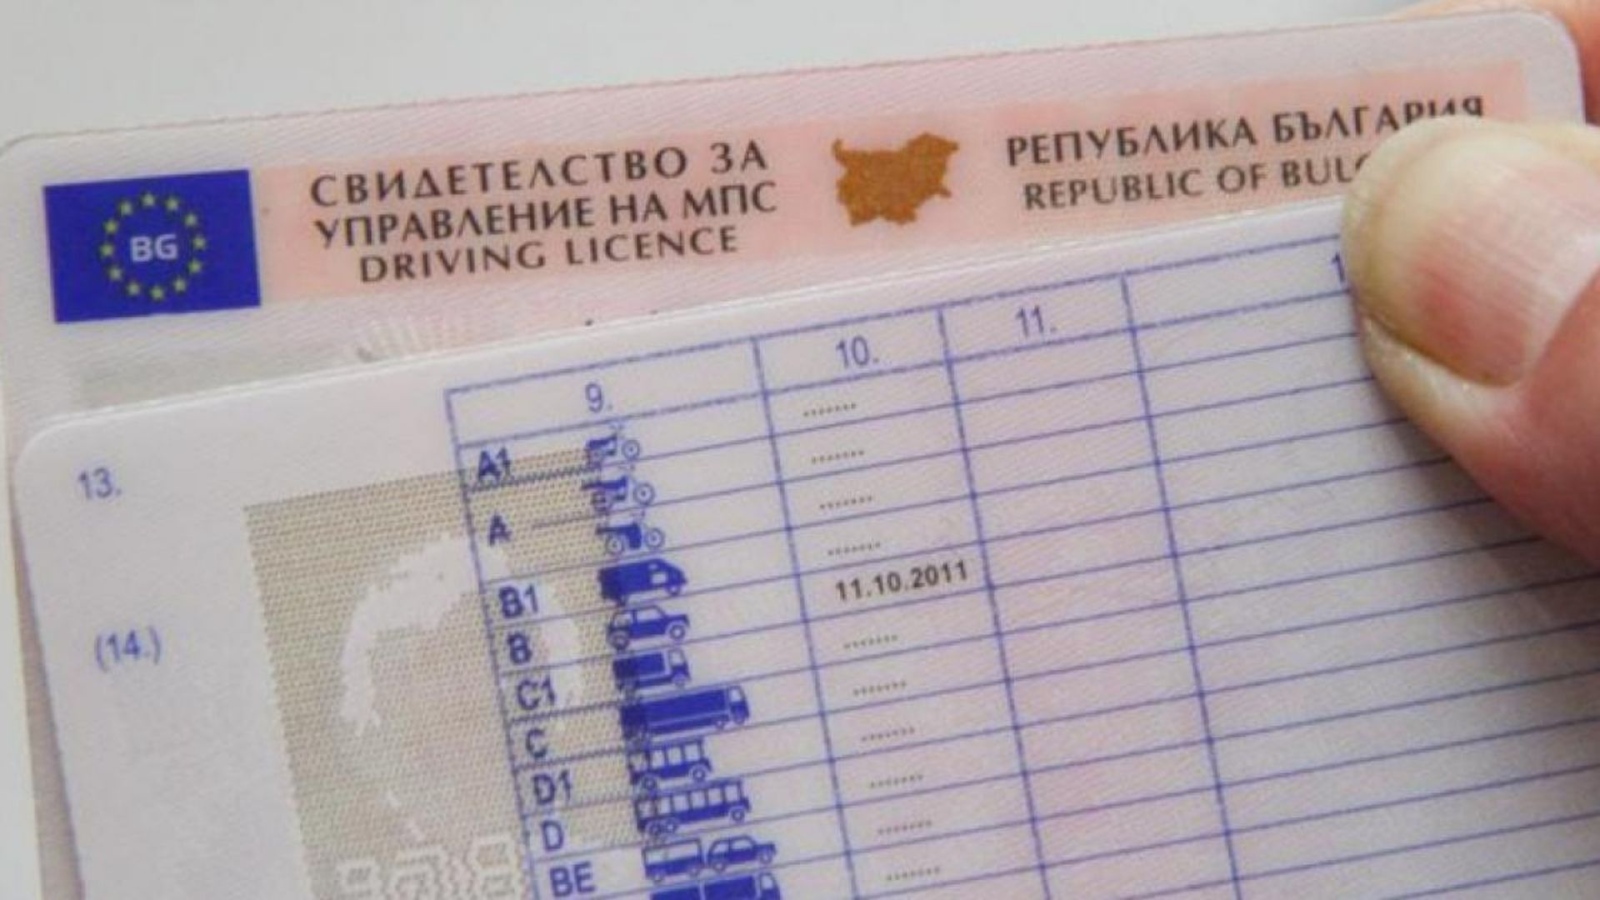 BG
СВИДЕТЕЛСТВО ЗА
УПРАВЛЕНИЕ НА МПС
DRIVING LICENCE
РЕПУБЛИКА БЪЛГАРИЯ
REPUBLIC OF
13.
(14.)
9.
10.
11.
A1
A
B1
11.10.2011
B
C1
C
D1
D
BE